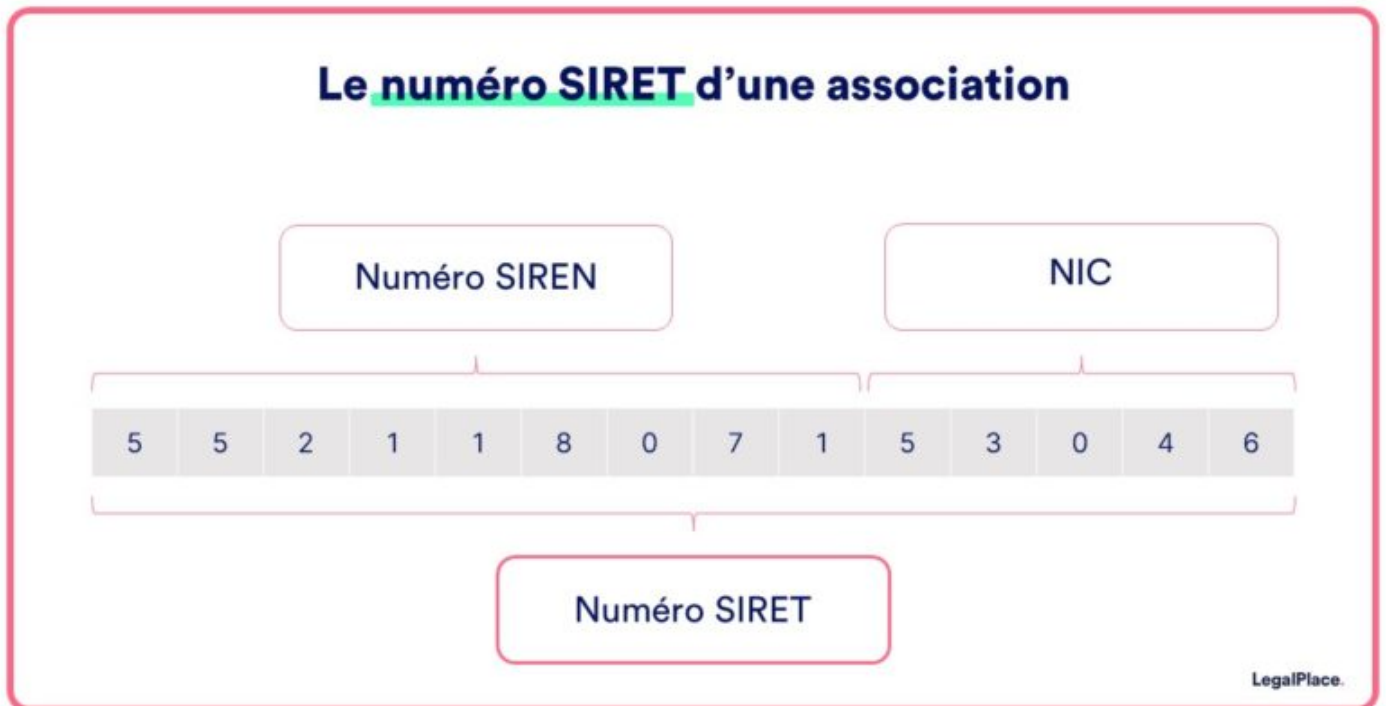 Le numéro SIRET d’une association
Numéro SIREN
NIC
5 5 2 1 1 8 0 7 1 5 3 0 4 6
Numéro SIRET
LegalPlace.